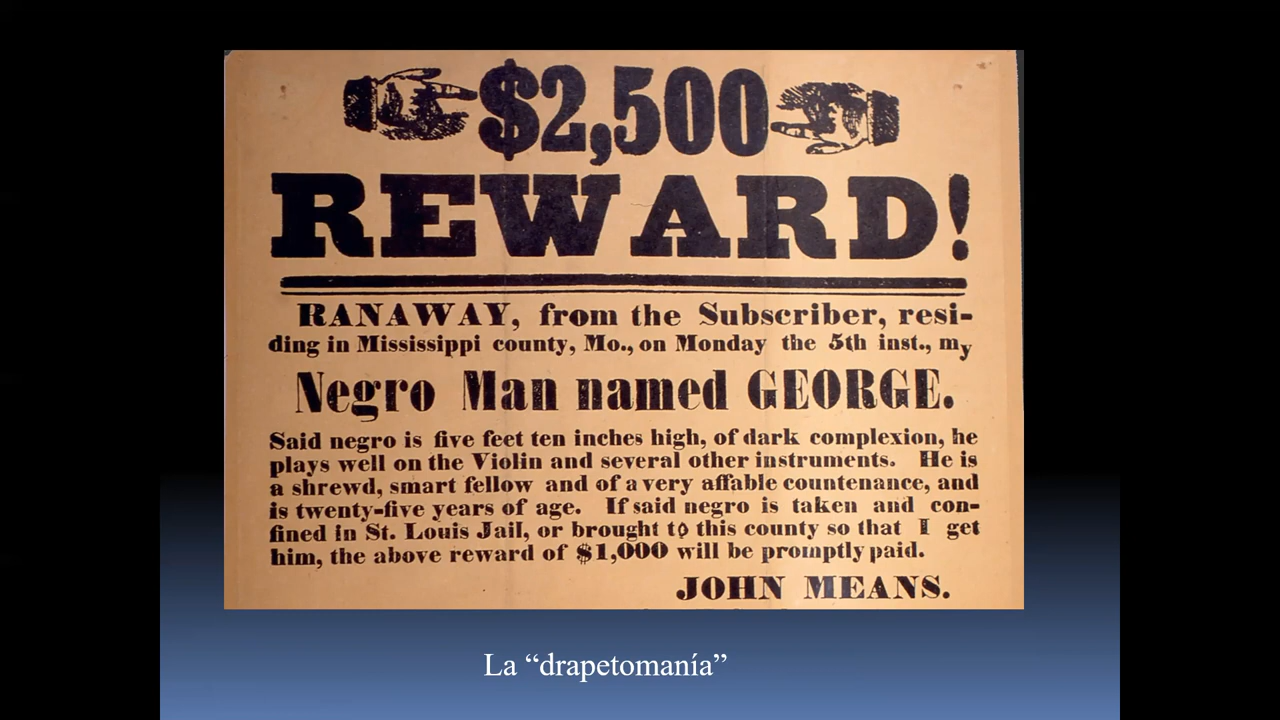 $2,500
REWARD!
RANAWAY, from the Subscriber, resi-
ding in Mississippi county, Mo., on Monday the 5th inst., my
Negro Man named GEORGE.
Said negro is five feet ten inches high, of dark complexion, he
plays well on the Violin and several other instruments. He is
a shrewd, smart fellow and of a very affable countenance, and
is twenty-five years of age. If said negro is taken and con-
fined in St. Louis Jail, or brought to this county so that I get
him, the above reward of $1,000 will be promptly paid.
JOHN MEANS.
La “drapetomanía”